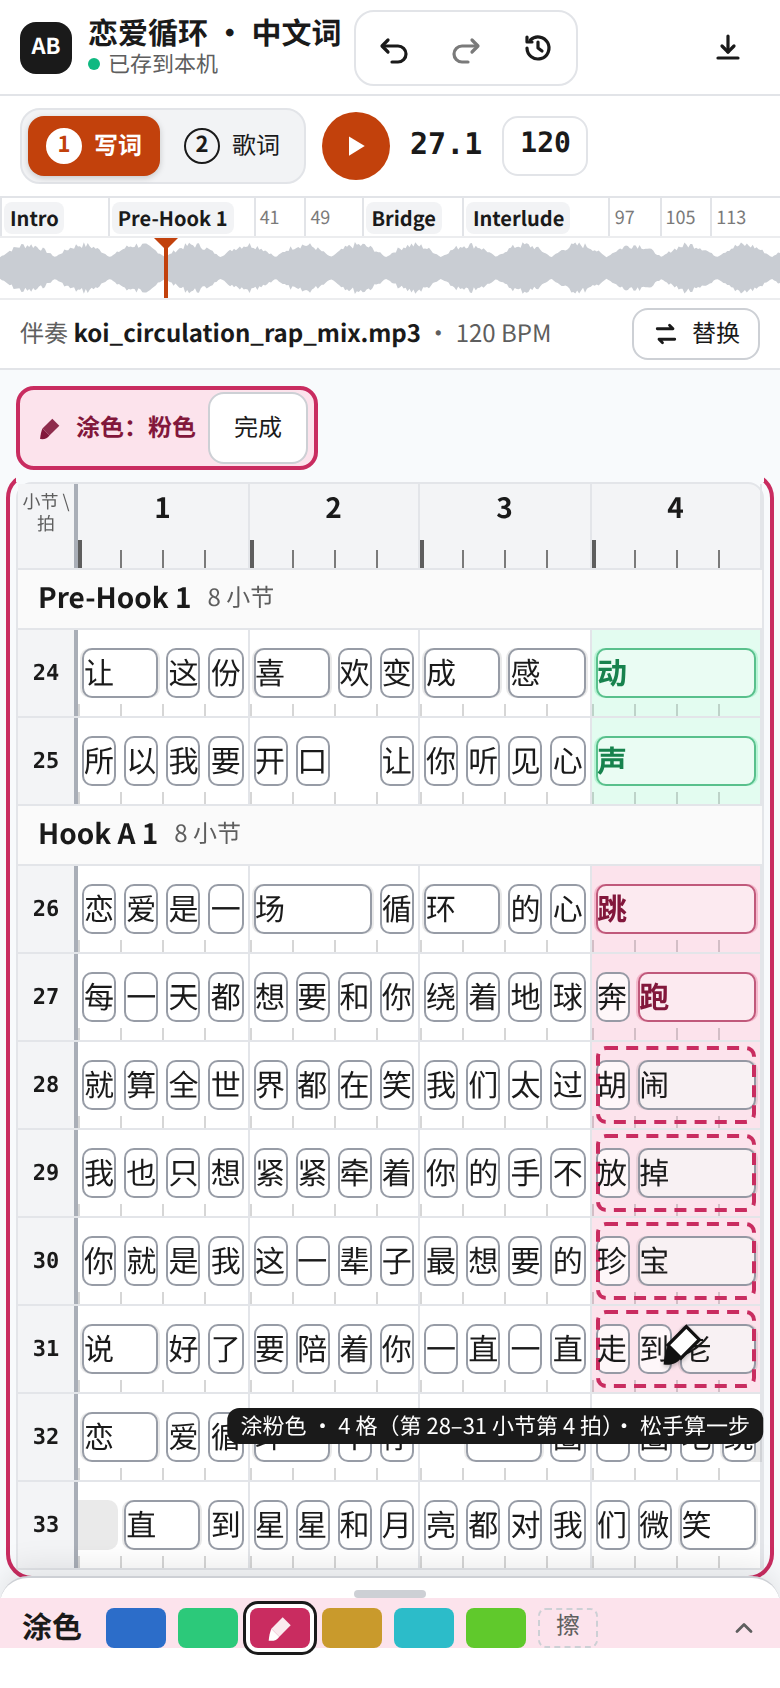 AB
恋爱循环 · 中文词
已存到本机
1 写词
2 歌词
27.1
120
Intro
Pre-Hook 1
41
49
Bridge
Interlude
97
105
113
伴奏 koi_circulation_rap_mix.mp3 · 120 BPM
替换
涂色：粉色
完成
小节 \ 拍
1 2 3 4
Pre-Hook 1 8 小节
24 让 这 份 喜 欢 变 成 感 动
25 所 以 我 要 开 口 让 你 听 见 心 声
Hook A 1 8 小节
26 恋 爱 是 一 场 循 环 的 心 跳
27 每 一 天 都 想 要 和 你 绕 着 地 球 奔 跑
28 就 算 全 世 界 都 在 笑 我 们 太 过 胡 闹
29 我 也 只 想 紧 紧 牵 着 你 的 手 不 放 掉
30 你 就 是 我 这 一 辈 子 最 想 要 的 珍 宝
31 说 好 了 要 陪 着 你 一 直 一 直 走 到 老
32 恋 爱 循
涂粉色 · 4 格（第 28–31 小节第 4 拍）· 松手算一步
33 直 到 星 星 和 月 亮 都 对 我 们 微 笑
涂色
擦